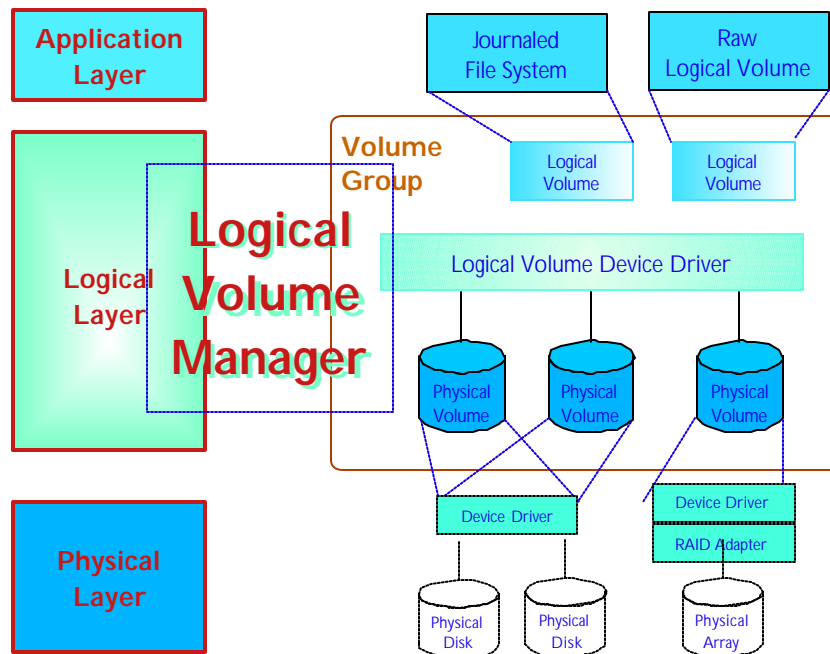 Application
Layer
Journaled
File System
Raw
Logical Volume
Volume
Group
Logical
Volume
Logical
Volume
Logical
Layer
Logical
Volume
Manager
Logical Volume Device Driver
Physical
Volume
Physical
Volume
Physical
Volume
Physical
Layer
Device Driver
Device Driver
RAID Adapter
Physical
Disk
Physical
Disk
Physical
Array